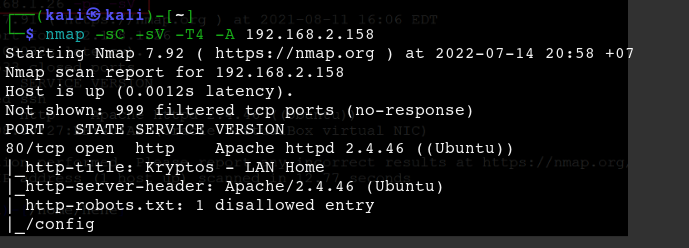 ┌──(kali㉿kali)-[~]
└─$ nmap -sC -sV -T4 -A 192.168.2.158
Starting Nmap 7.92 ( https://nmap.org ) at 2022-07-14 20:58 +07
Nmap scan report for 192.168.2.158
Host is up (0.0012s latency).
Not shown: 999 filtered tcp ports (no-response)
PORT   STATE SERVICE VERSION
80/tcp open  http    Apache httpd 2.4.46 ((Ubuntu))
|_http-title: Kryptos - LAN Home
|_http-server-header: Apache/2.4.46 (Ubuntu)
| http-robots.txt: 1 disallowed entry
|_/config